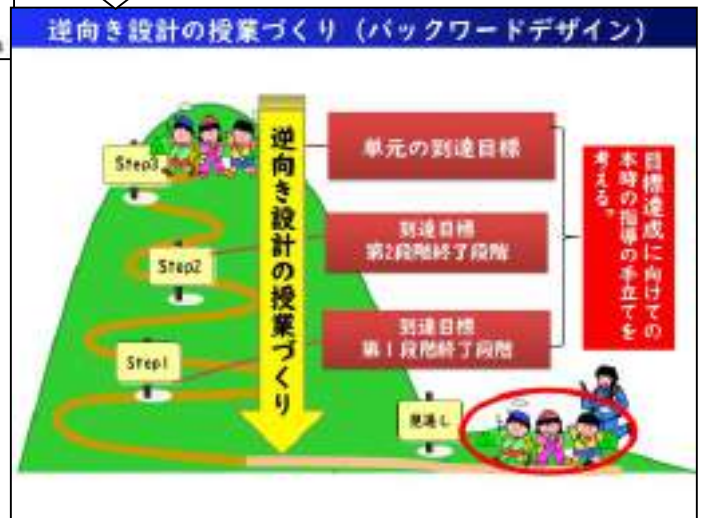 逆向き設計の授業づくり（バックワードデザイン）
Step3
逆向き設計の授業づくり
単元の到達目標
目標達成に向けての
本時の指導の手立てを
考える。
Step2
到達目標
第2段階終了段階
Step1
到達目標
第1段階終了段階
見通し